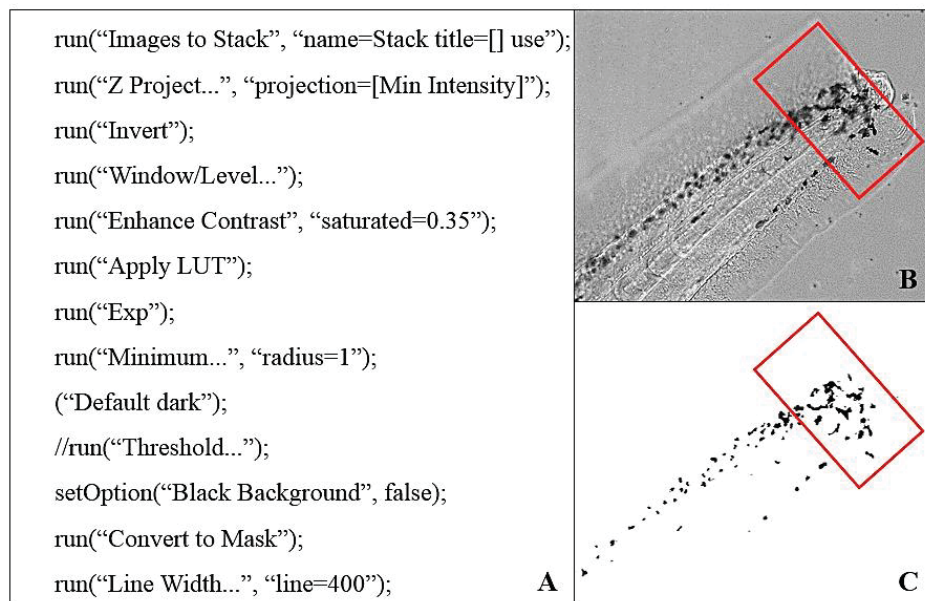 run(“Images to Stack”, “name=Stack title=[] use”);
run(“Z Project...”, “projection=[Min Intensity]”);
run(“Invert”);
run(“Window/Level...”);
run(“Enhance Contrast”, “saturated=0.35”);
run(“Apply LUT”);
run(“Exp”);
run(“Minimum...”, “radius=1”);
(“Default dark”);
//run(“Threshold...”);
setOption(“Black Background”, false);
run(“Convert to Mask”);
run(“Line Width...”, “line=400”);
A
B
C